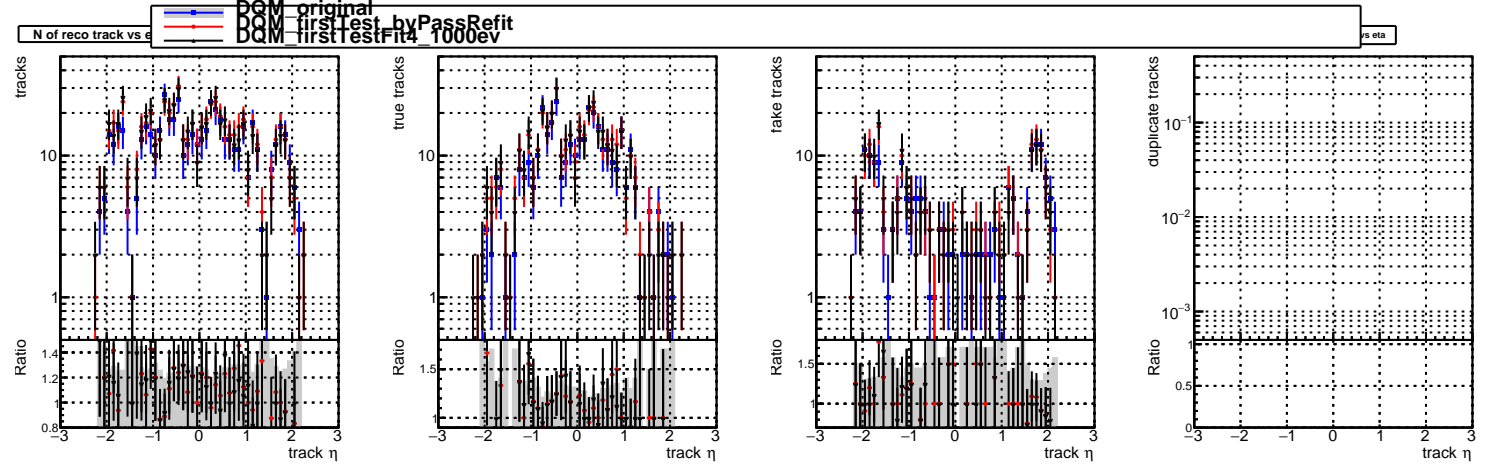 DQM_original
DQM_firstTest_byPassRefit
DQM_firstTestFit4_1000ev
N of reco track vs e
vs eta
tracks
10
1
Ratio
1.4
1.2
1
0.8
−3 −2 −1 0 1 2 3
track η
true tracks
10
1
Ratio
1.5
1
−3 −2 −1 0 1 2 3
track η
fake tracks
10
1
Ratio
1.5
1
−3 −2 −1 0 1 2 3
track η
duplicate tracks
10−1
10−2
10−3
Ratio
1
0.5
0
−3 −2 −1 0 1 2 3
track η